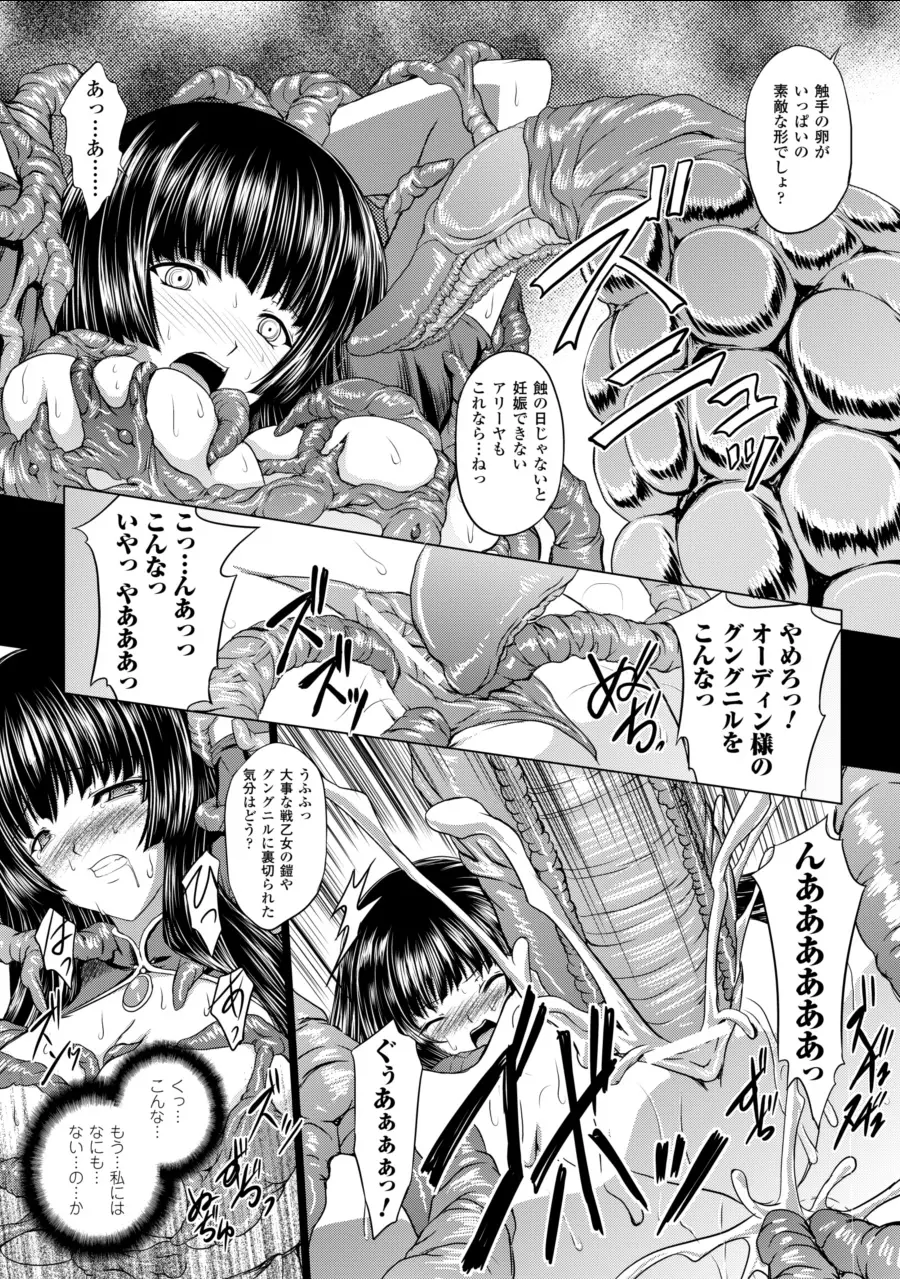 触手の卵が
いっぱいの
素敵な形でしょ？
あっ……あ……
蝕の日じゃないと
妊娠できない
アリーヤも
これなら…ねっ
やめろっ！
オーディン様の
グングニルを
こんなっ
こっ…んあっっ
こんなっ
いやっ やあああっ
ズッ
ズッ
んああああああっ
うふふっ
大事な戦乙女の鎧や
グングニルに裏切られた
気分はどう？
ぐぅあぁぁぁっ！
ズボ
くっ…
こんな…
もう…私には
なにも…
ない…の…か